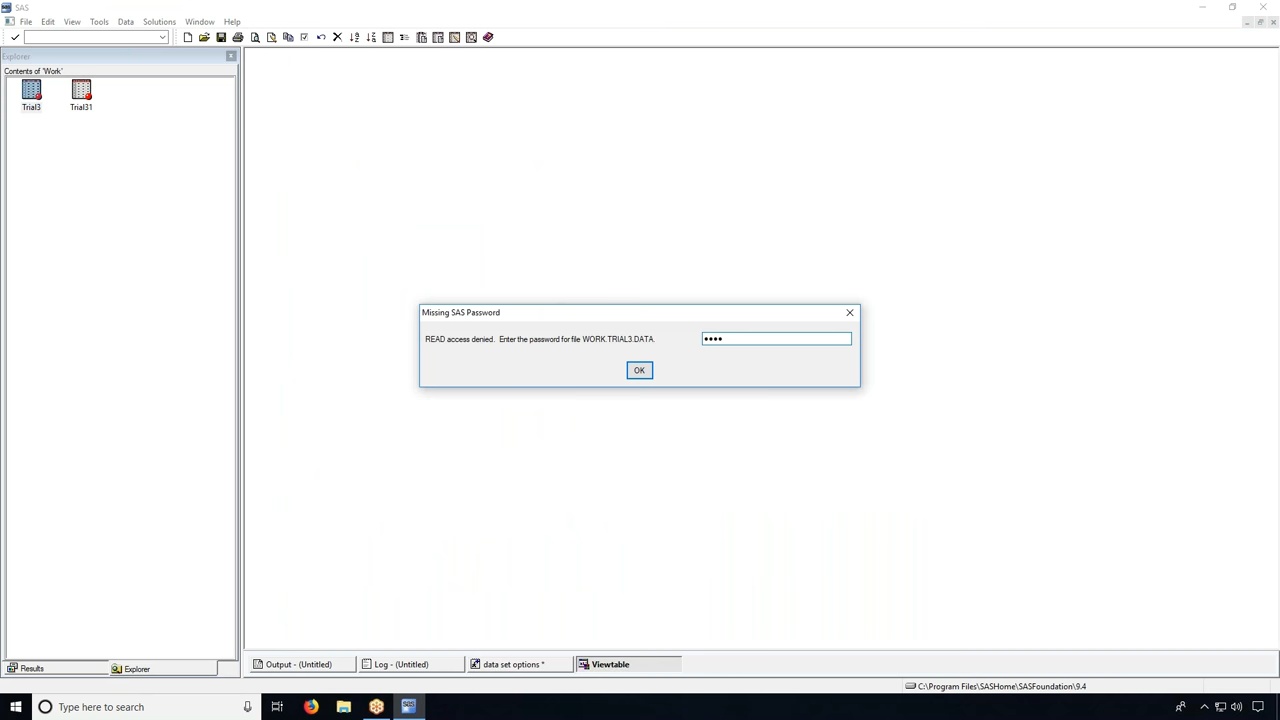 SAS
File Edit View Tools Data Solutions Window Help
Explorer
Contents of 'Work'
Trial3 Trial31
Missing SAS Password
READ access denied. Enter the password for file WORK.TRIAL3.DATA. ••••
OK
Results Explorer
Output - (Untitled) Log - (Untitled) data set options * Viewtable
C:\Program Files\SASHome\SASFoundation\9.4
Type here to search